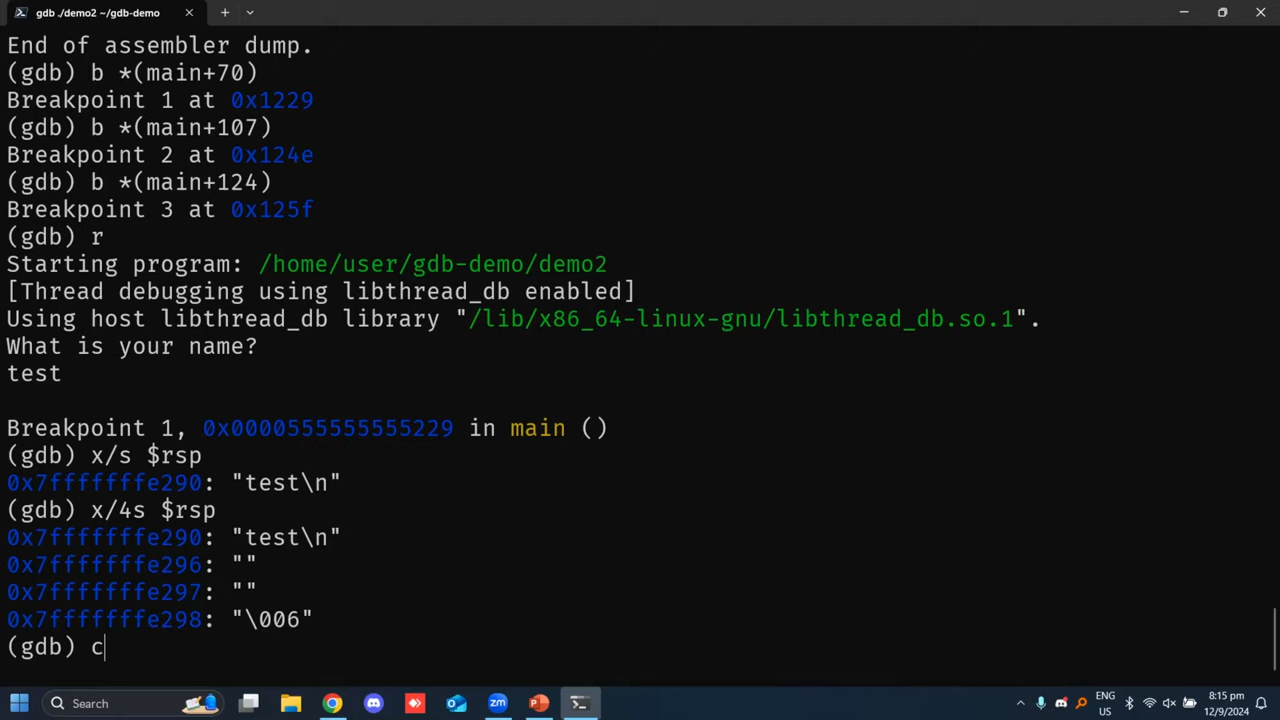 gdb ./demo2 ~/gdb-demo
End of assembler dump.
(gdb) b *(main+70)
Breakpoint 1 at 0x1229
(gdb) b *(main+107)
Breakpoint 2 at 0x124e
(gdb) b *(main+124)
Breakpoint 3 at 0x125f
(gdb) r
Starting program: /home/user/gdb-demo/demo2
[Thread debugging using libthread_db enabled]
Using host libthread_db library "/lib/x86_64-linux-gnu/libthread_db.so.1".
What is your name?
test
Breakpoint 1, 0x0000555555555229 in main ()
(gdb) x/s $rsp
0x7fffffffe290: "test\n"
(gdb) x/4s $rsp
0x7fffffffe290: "test\n"
0x7fffffffe296: ""
0x7fffffffe297: ""
0x7fffffffe298: "\006"
(gdb) c
Search
zm
ENG
US
8:15 pm
12/9/2024